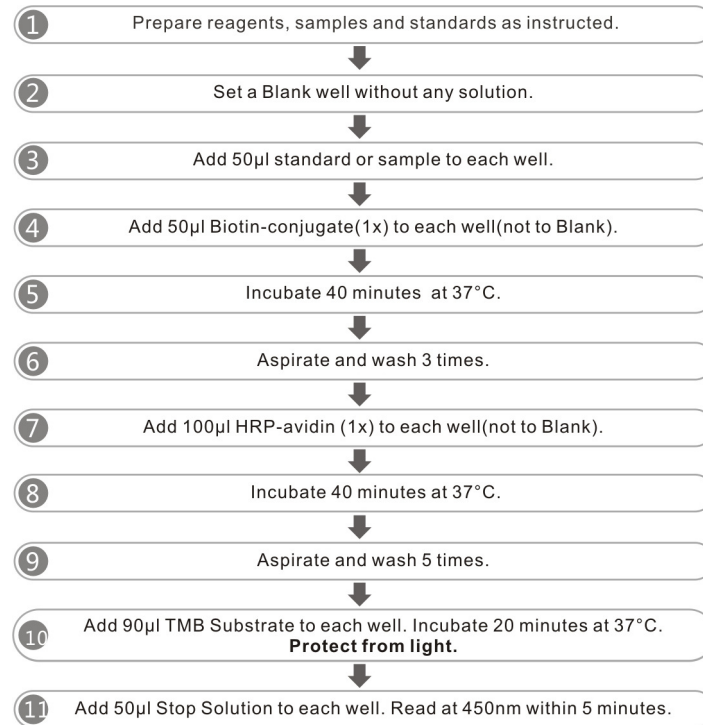 1 Prepare reagents, samples and standards as instructed.
2 Set a Blank well without any solution.
3 Add 50μl standard or sample to each well.
4 Add 50μl Biotin-conjugate(1x) to each well(not to Blank).
5 Incubate 40 minutes at 37°C.
6 Aspirate and wash 3 times.
7 Add 100μl HRP-avidin (1x) to each well(not to Blank).
8 Incubate 40 minutes at 37°C.
9 Aspirate and wash 5 times.
10 Add 90μl TMB Substrate to each well. Incubate 20 minutes at 37°C.
Protect from light.
11 Add 50μl Stop Solution to each well. Read at 450nm within 5 minutes.